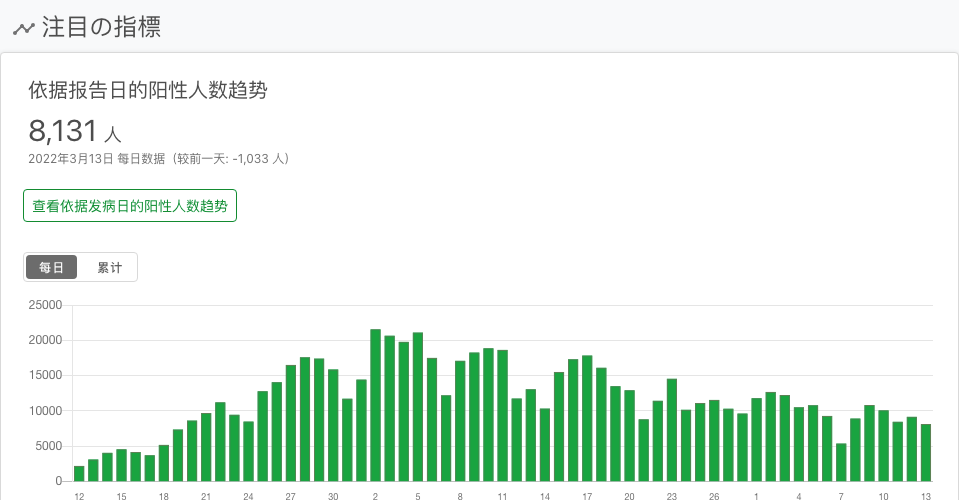 注目の指標
依据报告日的阳性人数趋势
8,131 人
2022年3月13日 每日数据（较前一天: -1,033 人）
查看依据发病日的阳性人数趋势
每日 累计
25000
20000
15000
10000
5000
0
12 15 18 21 24 27 30 2 5 8 11 14 17 20 23 26 1 4 7 10 13